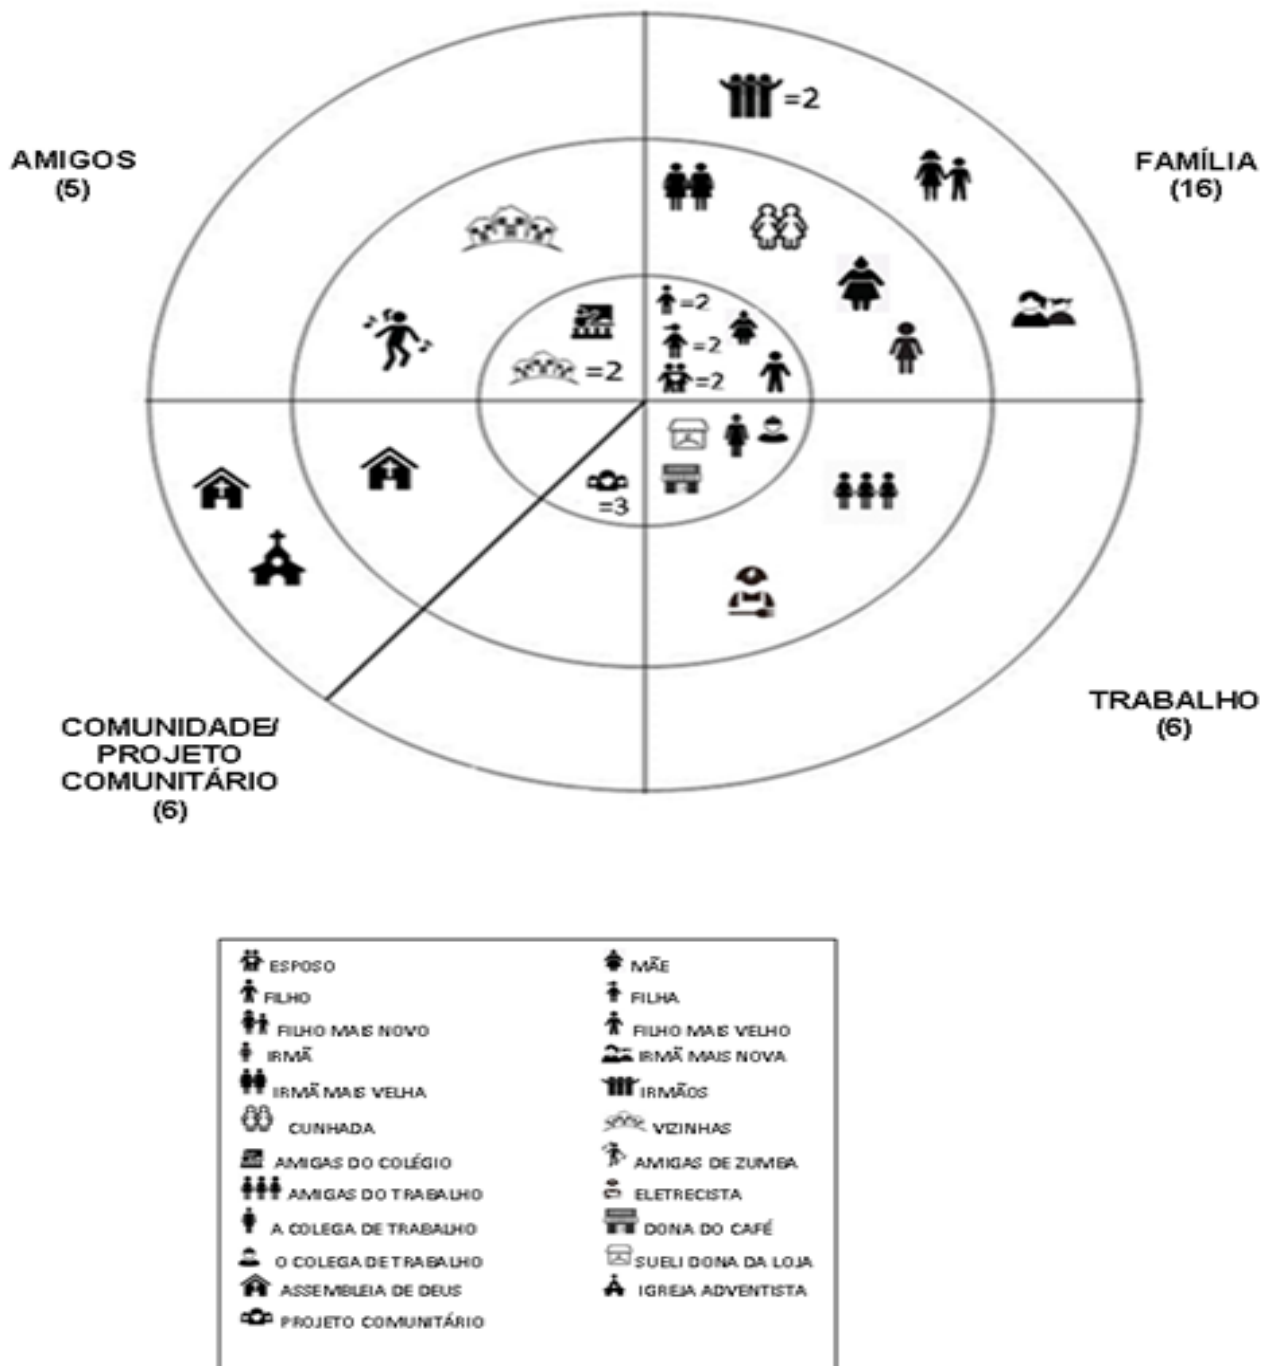 =2
AMIGOS
(5)
FAMÍLIA
(16)
=2
=2
=2
=2
=3
TRABALHO
(6)
COMUNIDADE/
PROJETO
COMUNITÁRIO
(6)
ESPOSO
MÃE
FILHO
FILHA
FILHO MAIS NOVO
FILHO MAIS VELHO
IRMÃ
IRMÃ MAIS NOVA
IRMÃ MAIS VELHA
IRMÃOS
CUNHADA
VIZINHAS
AMIGAS DO COLÉGIO
AMIGAS DE ZUMBA
AMIGAS DO TRABALHO
ELETRECISTA
A COLEGA DE TRABALHO
DONA DO CAFÉ
O COLEGA DE TRABALHO
SUELI DONA DA LOJA
ASSEMBLEIA DE DEUS
IGREJA ADVENTISTA
PROJETO COMUNITÁRIO